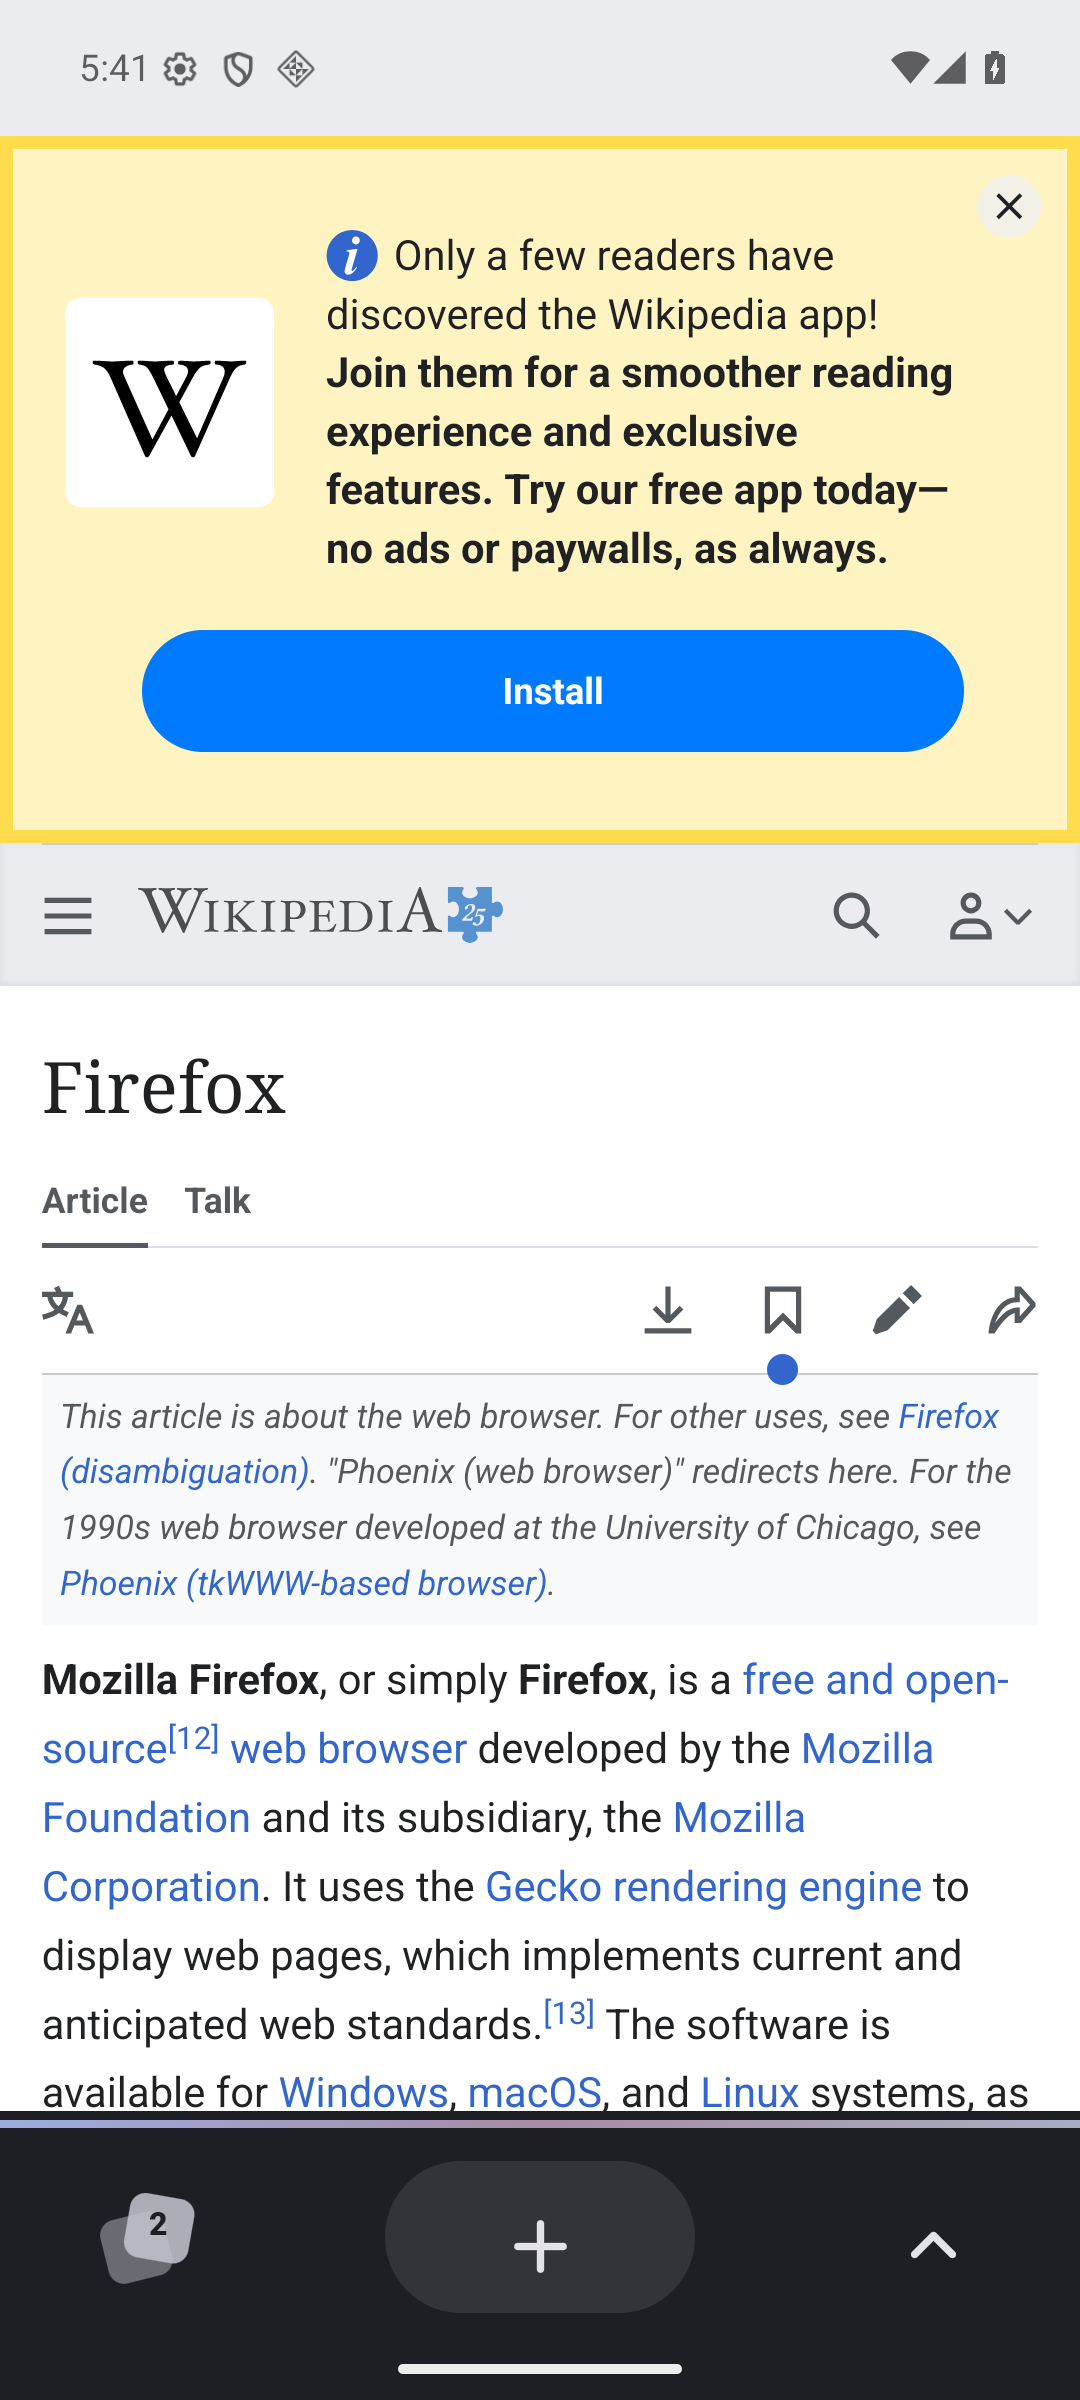 5:41
Only a few readers have
discovered the Wikipedia app!
Join them for a smoother reading
experience and exclusive
features. Try our free app today—
no ads or paywalls, as always.
W
Install
WIKIPEDIA 25
Firefox
Article Talk
This article is about the web browser. For other uses, see Firefox
(disambiguation). "Phoenix (web browser)" redirects here. For the
1990s web browser developed at the University of Chicago, see
Phoenix (tkWWW-based browser).
Mozilla Firefox, or simply Firefox, is a free and open-
source[12] web browser developed by the Mozilla
Foundation and its subsidiary, the Mozilla
Corporation. It uses the Gecko rendering engine to
display web pages, which implements current and
anticipated web standards.[13] The software is
available for Windows, macOS, and Linux systems, as
2